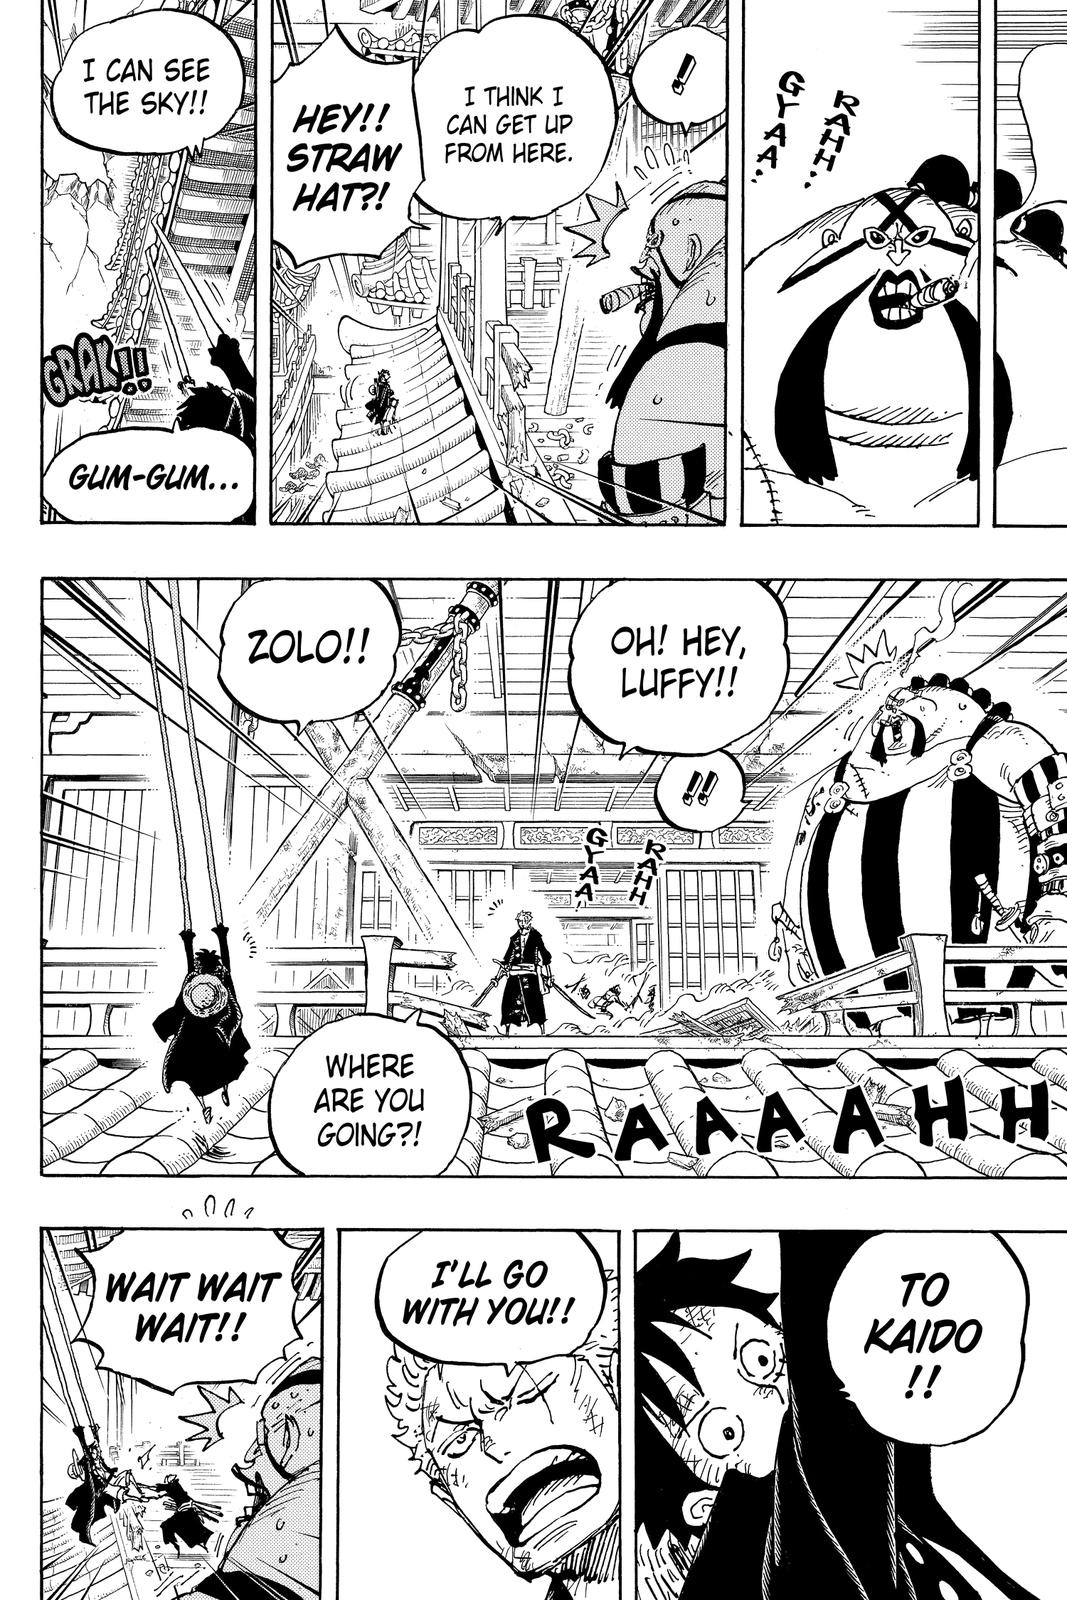 RAHH!
GYAA!
!!
I THINK I
CAN GET UP
FROM HERE.
HEY!!
STRAW
HAT?!
I CAN SEE
THE SKY!!
GRAK!!
GUM-GUM...
OH! HEY,
LUFFY!!
ZOLO!!
!!
RAHH
GYAA
WHERE
ARE YOU
GOING?!
RAAAAHH
TO
KAIDO
!!
I'LL GO
WITH YOU!!
WAIT WAIT
WAIT!!